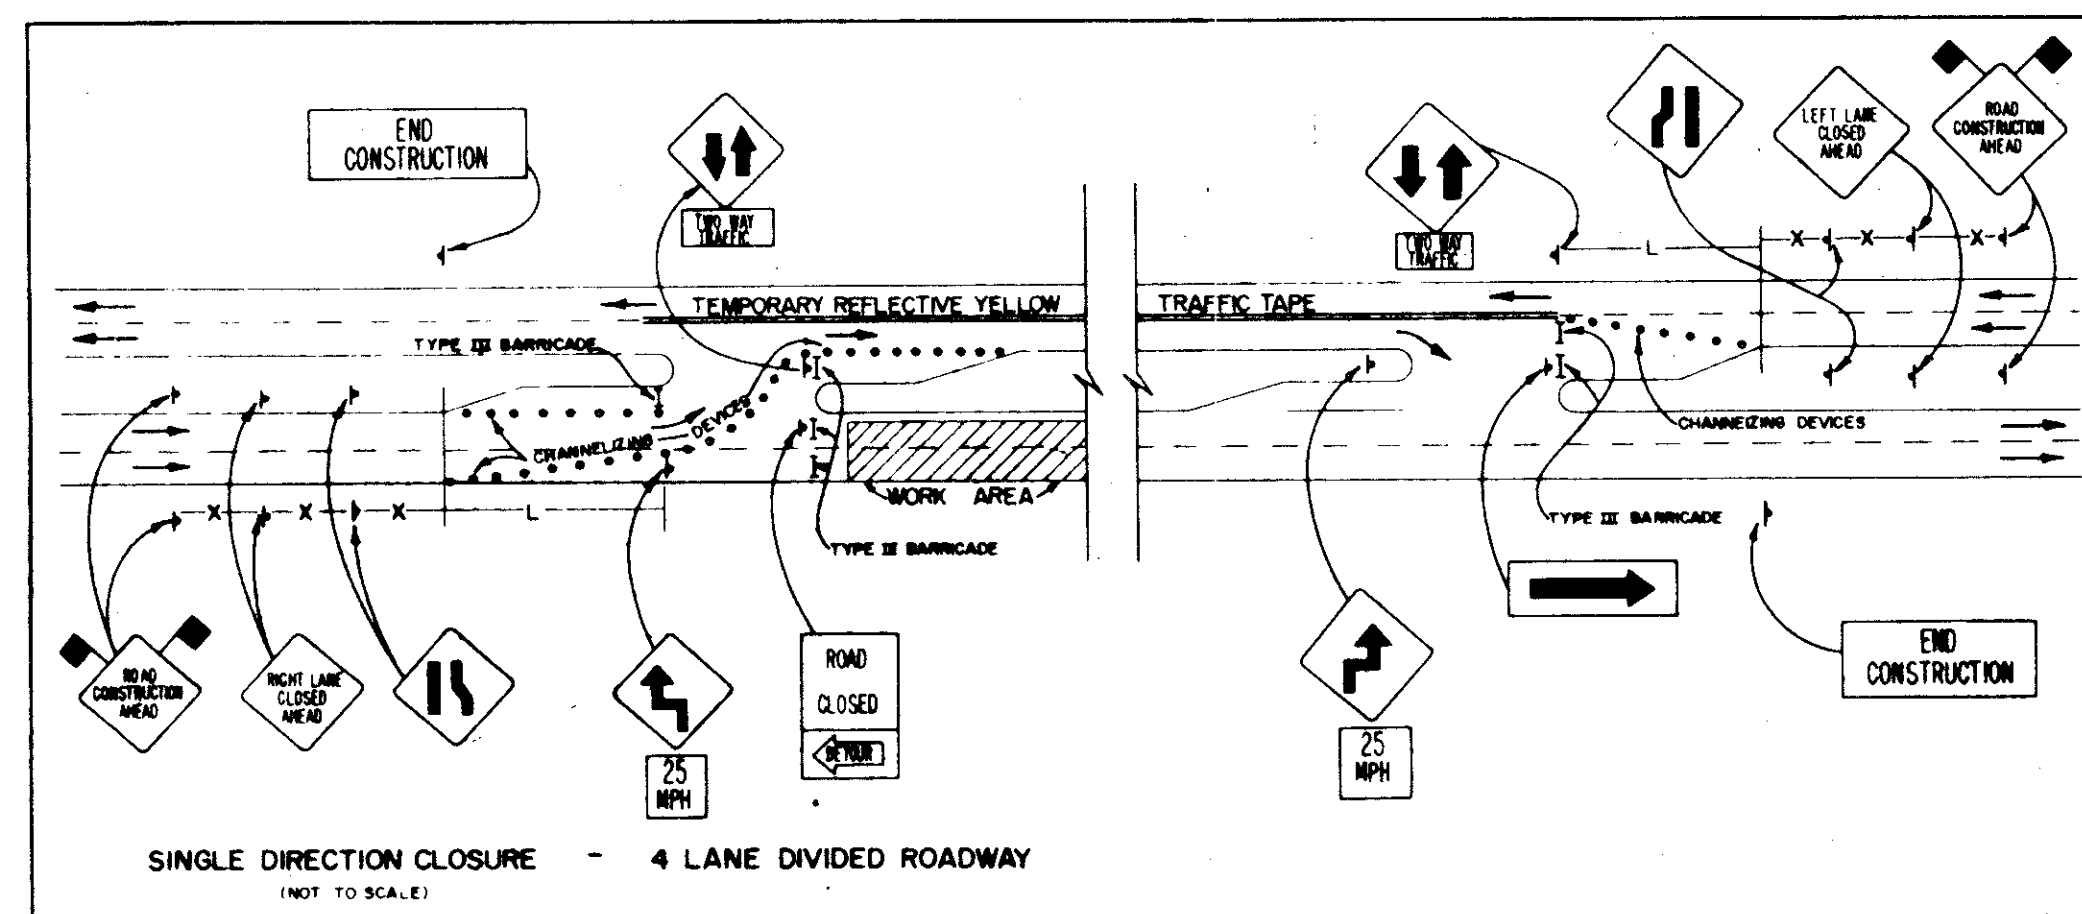 END
CONSTRUCTION
TWO WAY
TRAFFIC
TWO WAY
TRAFFIC
LEFT LANE
CLOSED
AHEAD
ROAD
CONSTRUCTION
AHEAD
L
X X X
TEMPORARY REFLECTIVE YELLOW TRAFFIC TAPE
TYPE III BARRICADE
CHANNELIZING DEVICES
CHANNEIZING DEVICES
X X X L
WORK AREA
TYPE III BARRICADE
TYPE III BARRICADE
ROAD
CONSTRUCTION
AHEAD
RIGHT LANE
CLOSED
AHEAD
25
MPH
ROAD
CLOSED
DETOUR
25
MPH
END
CONSTRUCTION
SINGLE DIRECTION CLOSURE - 4 LANE DIVIDED ROADWAY
(NOT TO SCALE)